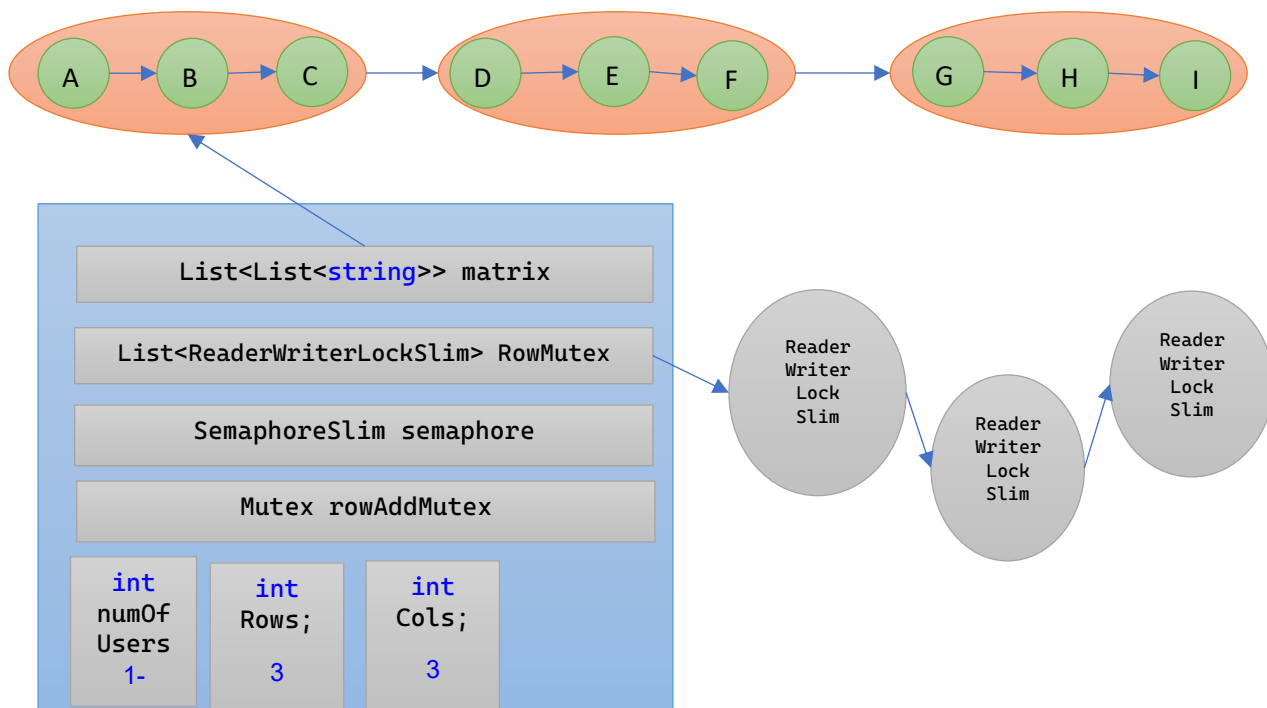 A
B
C
D
E
F
G
H
I
List<List<string>> matrix
List<ReaderWriterLockSlim> RowMutex
SemaphoreSlim semaphore
Mutex rowAddMutex
int
numOf
Users
1-
int
Rows;
3
int
Cols;
3
Reader
Writer
Lock
Slim
Reader
Writer
Lock
Slim
Reader
Writer
Lock
Slim